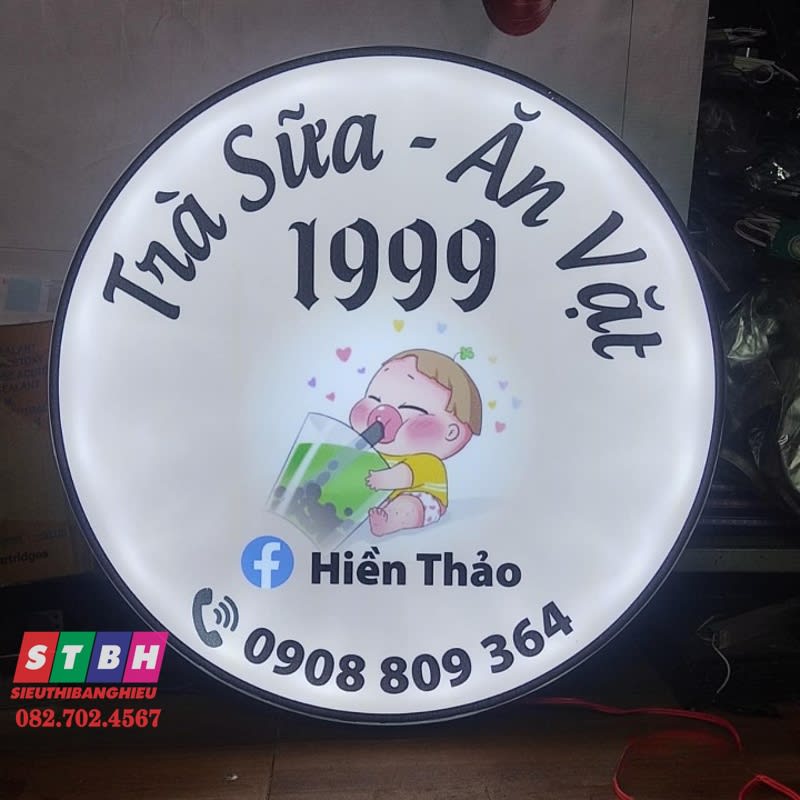 Trà Sữa - Ăn Vặt
1999
Hiền Thảo
0908 809 364
STBH
SIEUTHIBANGHIEU
082.702.4567